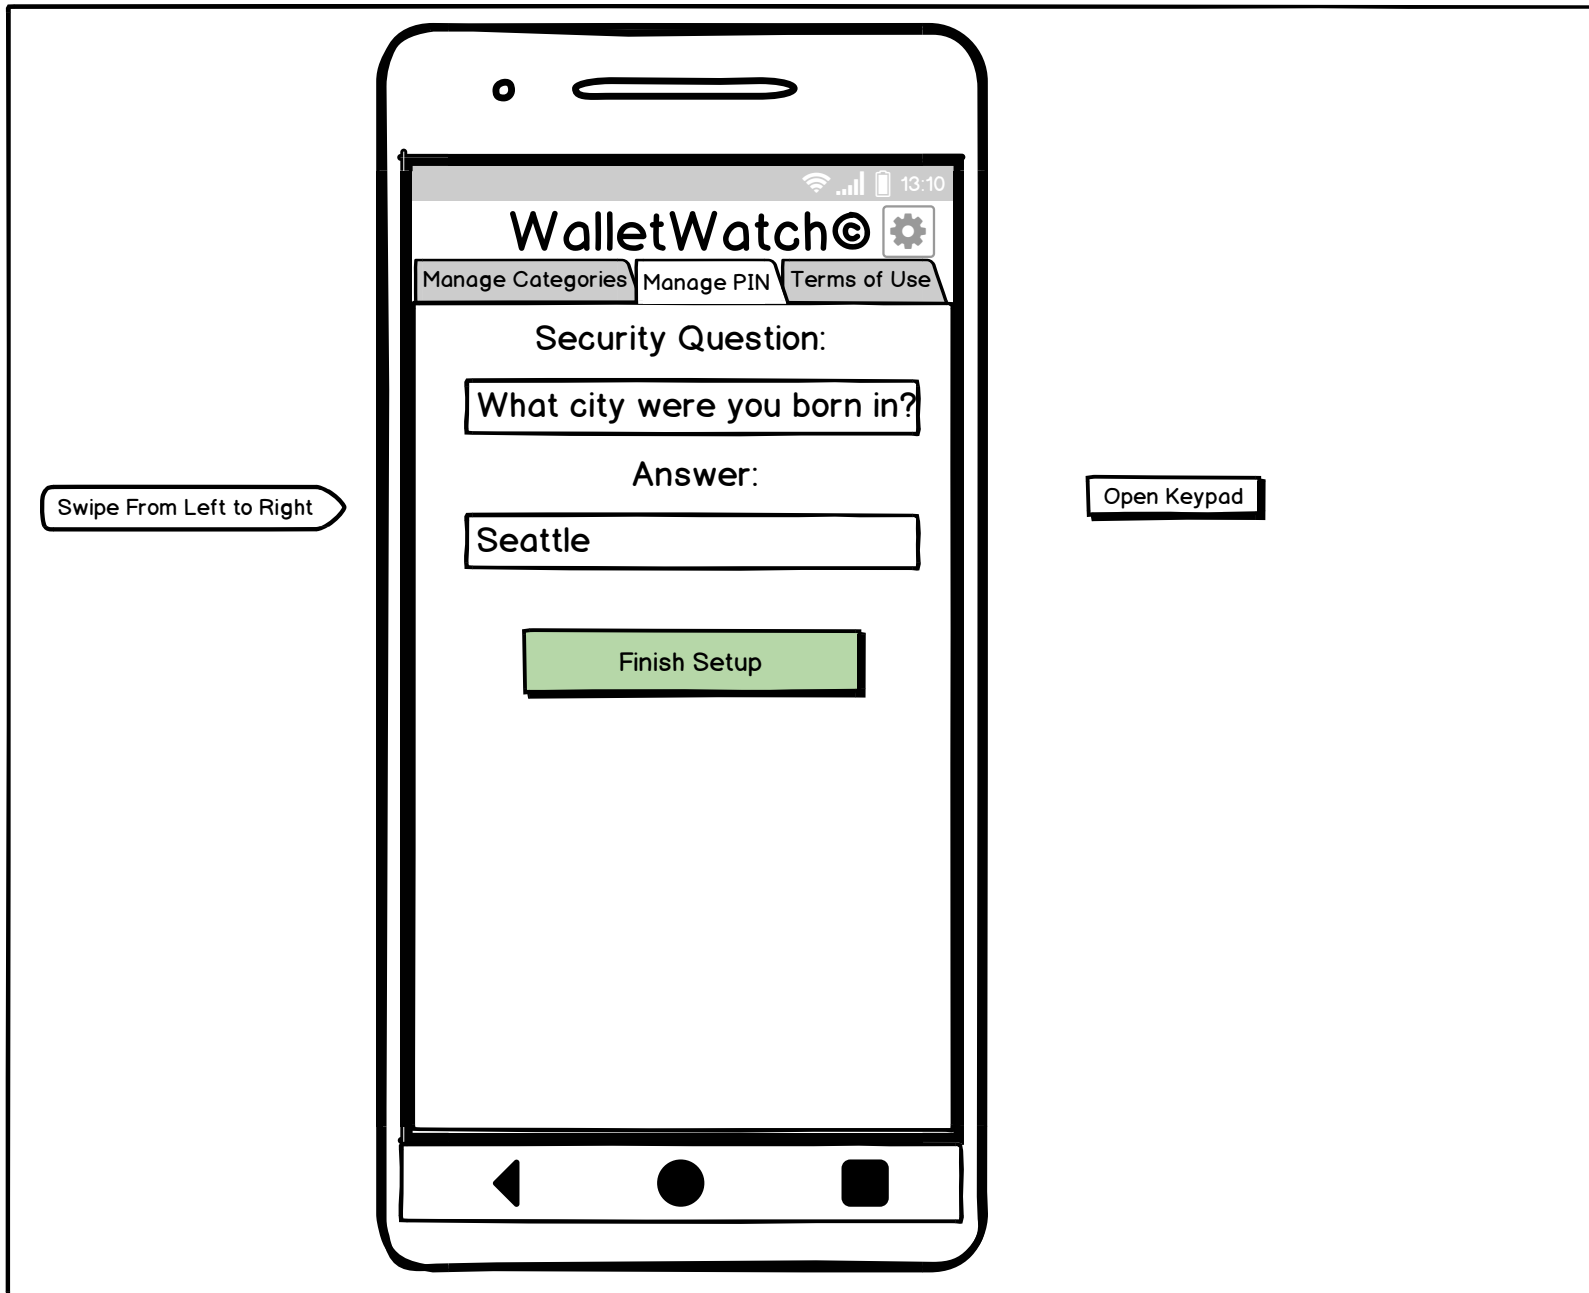 13:10
WalletWatch©
Manage Categories Manage PIN Terms of Use
Security Question:
What city were you born in?
Answer:
Swipe From Left to Right
Open Keypad
Seattle
Finish Setup